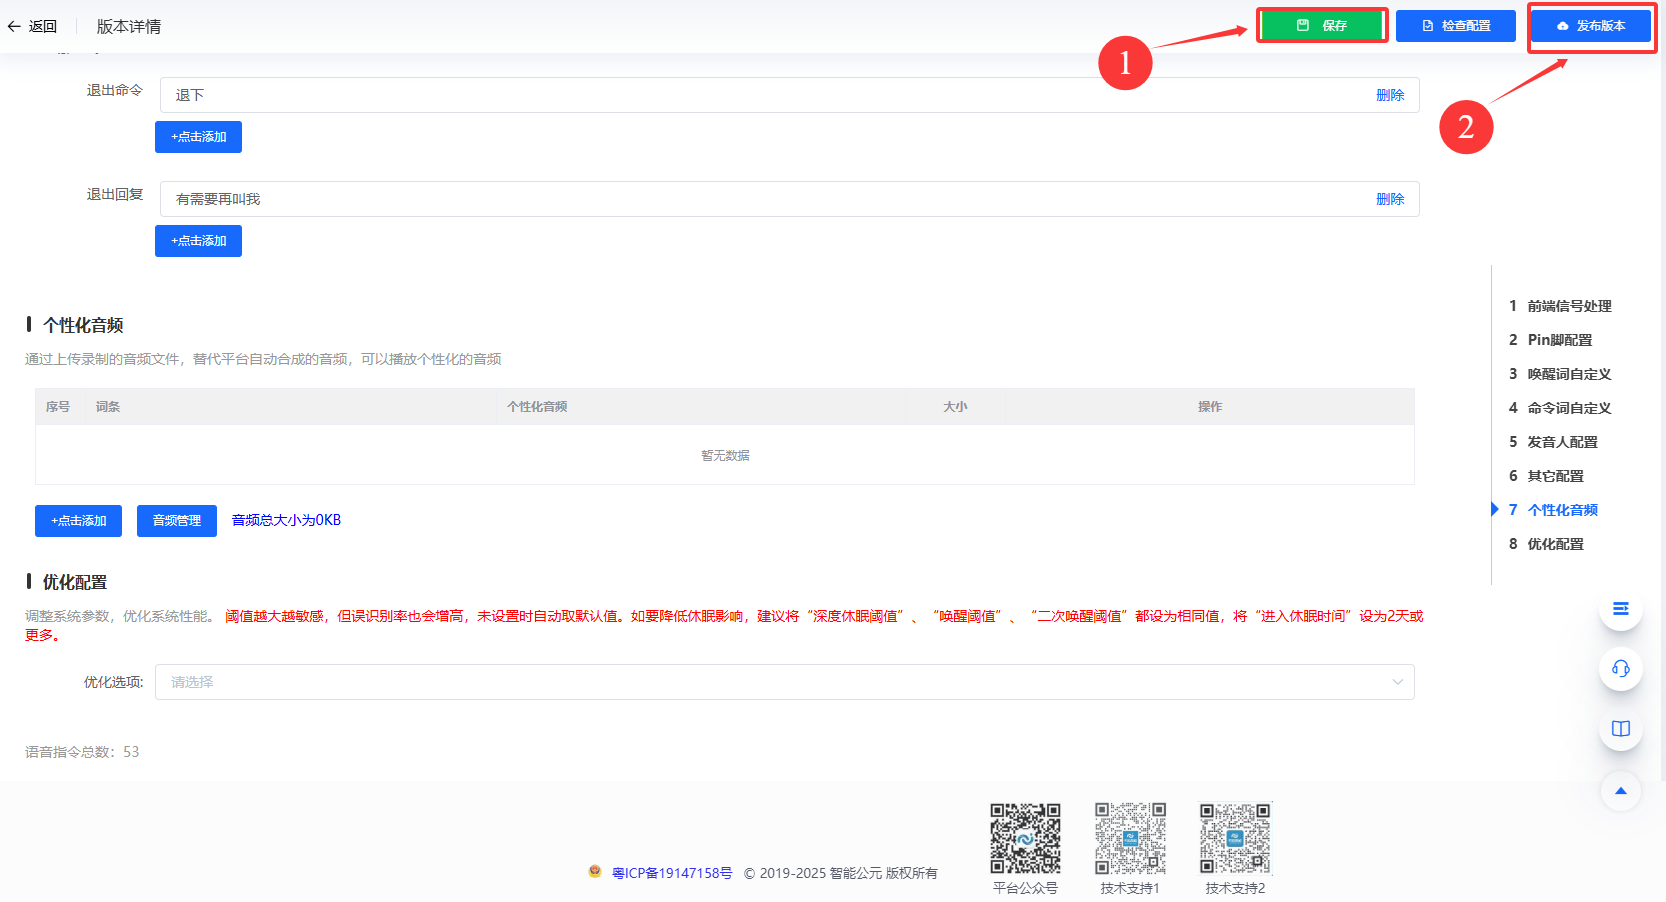 返回
版本详情
保存
检查配置
发布版本
1
2
退出命令
退下
删除
+点击添加
退出回复
有需要再叫我
删除
+点击添加
个性化音频
通过上传录制的音频文件，替代平台自动合成的音频，可以播放个性化的音频
序号 词条 个性化音频 大小 操作
暂无数据
+点击添加 音频管理 音频总大小为0KB
优化配置
调整系统参数，优化系统性能。 阈值越大越敏感，但误识别率也会增高，未设置时自动取默认值。如要降低休眠影响，建议将“深度休眠阈值”、“唤醒阈值”、“二次唤醒阈值”都设为相同值，将“进入休眠时间”设为2天或
更多。
优化选项:
请选择
语音指令总数：53
1 前端信号处理
2 Pin脚配置
3 唤醒词自定义
4 命令词自定义
5 发音人配置
6 其它配置
7 个性化音频
8 优化配置
粤ICP备19147158号 © 2019-2025 智能公元 版权所有
平台公众号
技术支持1
技术支持2